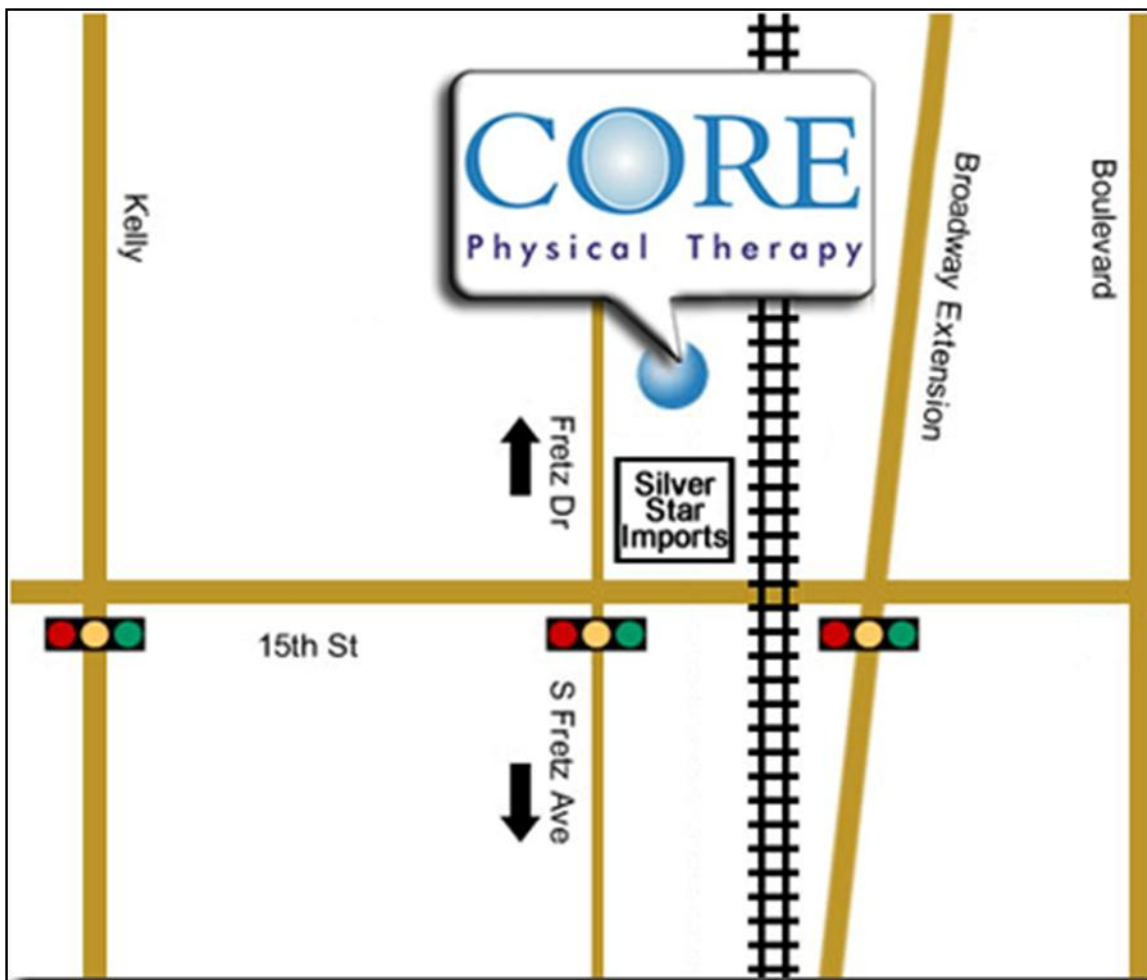 CORE
Physical Therapy
Kelly
Broadway Extension
Boulevard
Fretz Dr
Silver
Star
Imports
15th St
S Fretz Ave